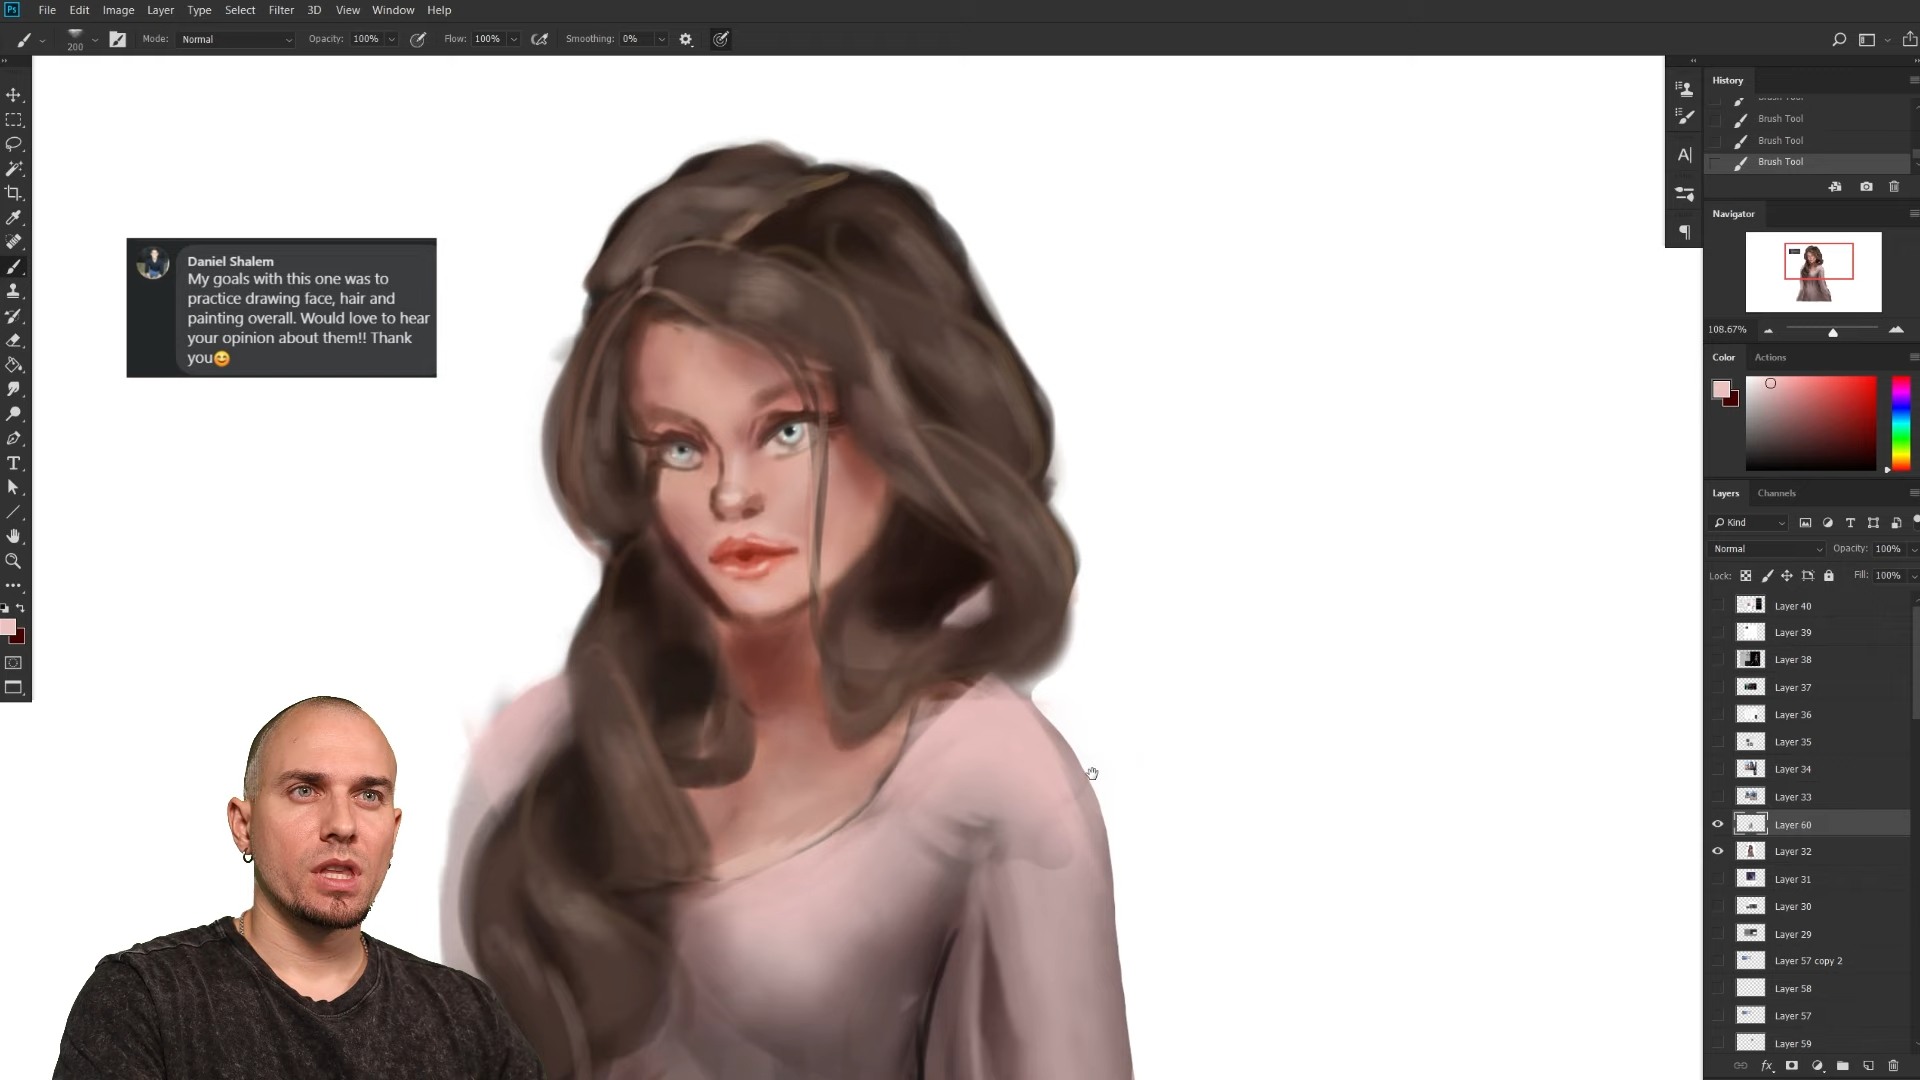 Ps File Edit Image Layer Type Select Filter 3D View Window Help
200 Mode: Normal Opacity: 100% Flow: 100% Smoothing: 0%
History
Brush Tool
Brush Tool
Brush Tool
Brush Tool
Navigator
108.67%
Color Actions
Layers Channels
Kind
Normal Opacity: 100%
Lock: Fill: 100%
Layer 40
Layer 39
Layer 38
Layer 37
Layer 36
Layer 35
Layer 34
Layer 33
Layer 60
Layer 32
Layer 31
Layer 30
Layer 29
Layer 57 copy 2
Layer 58
Layer 57
Layer 59
Daniel Shalem
My goals with this one was to
practice drawing face, hair and
painting overall. Would love to hear
your opinion about them!! Thank
you😊